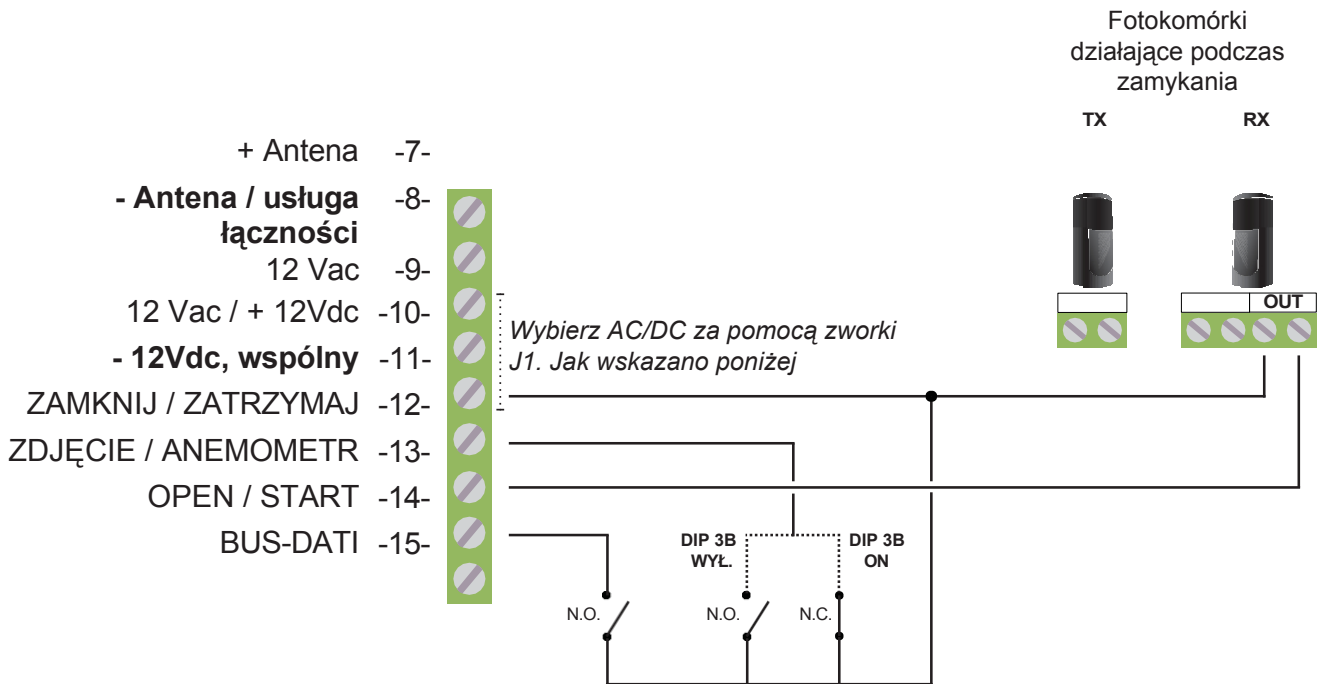 Fotokomórki
działające podczas
zamykania
TX
RX
+ Antena -7-
- Antena / usługa -8-
łączności
12 Vac -9-
12 Vac / + 12Vdc -10-
- 12Vdc, wspólny -11-
ZAMKNIJ / ZATRZYMAJ -12-
ZDJĘCIE / ANEMOMETR -13-
OPEN / START -14-
BUS-DATI -15-
Wybierz AC/DC za pomocą zworki
J1. Jak wskazano poniżej
OUT
DIP 3B
WYŁ.
DIP 3B
ON
N.O.
N.O.
N.C.